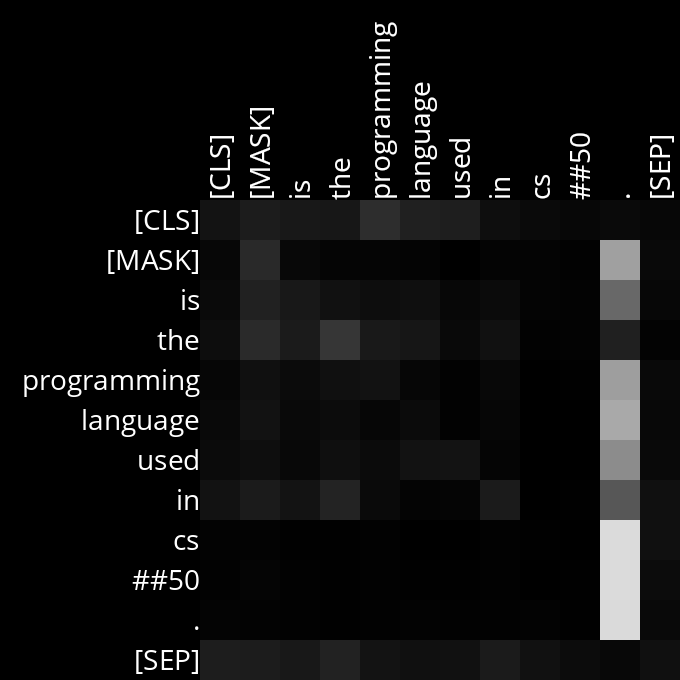 [CLS]
[MASK]
is
the
programming
language
used
in
cs
##50
.
[SEP]
[CLS]
[MASK]
is
the
programming
language
used
in
cs
##50
.
[SEP]